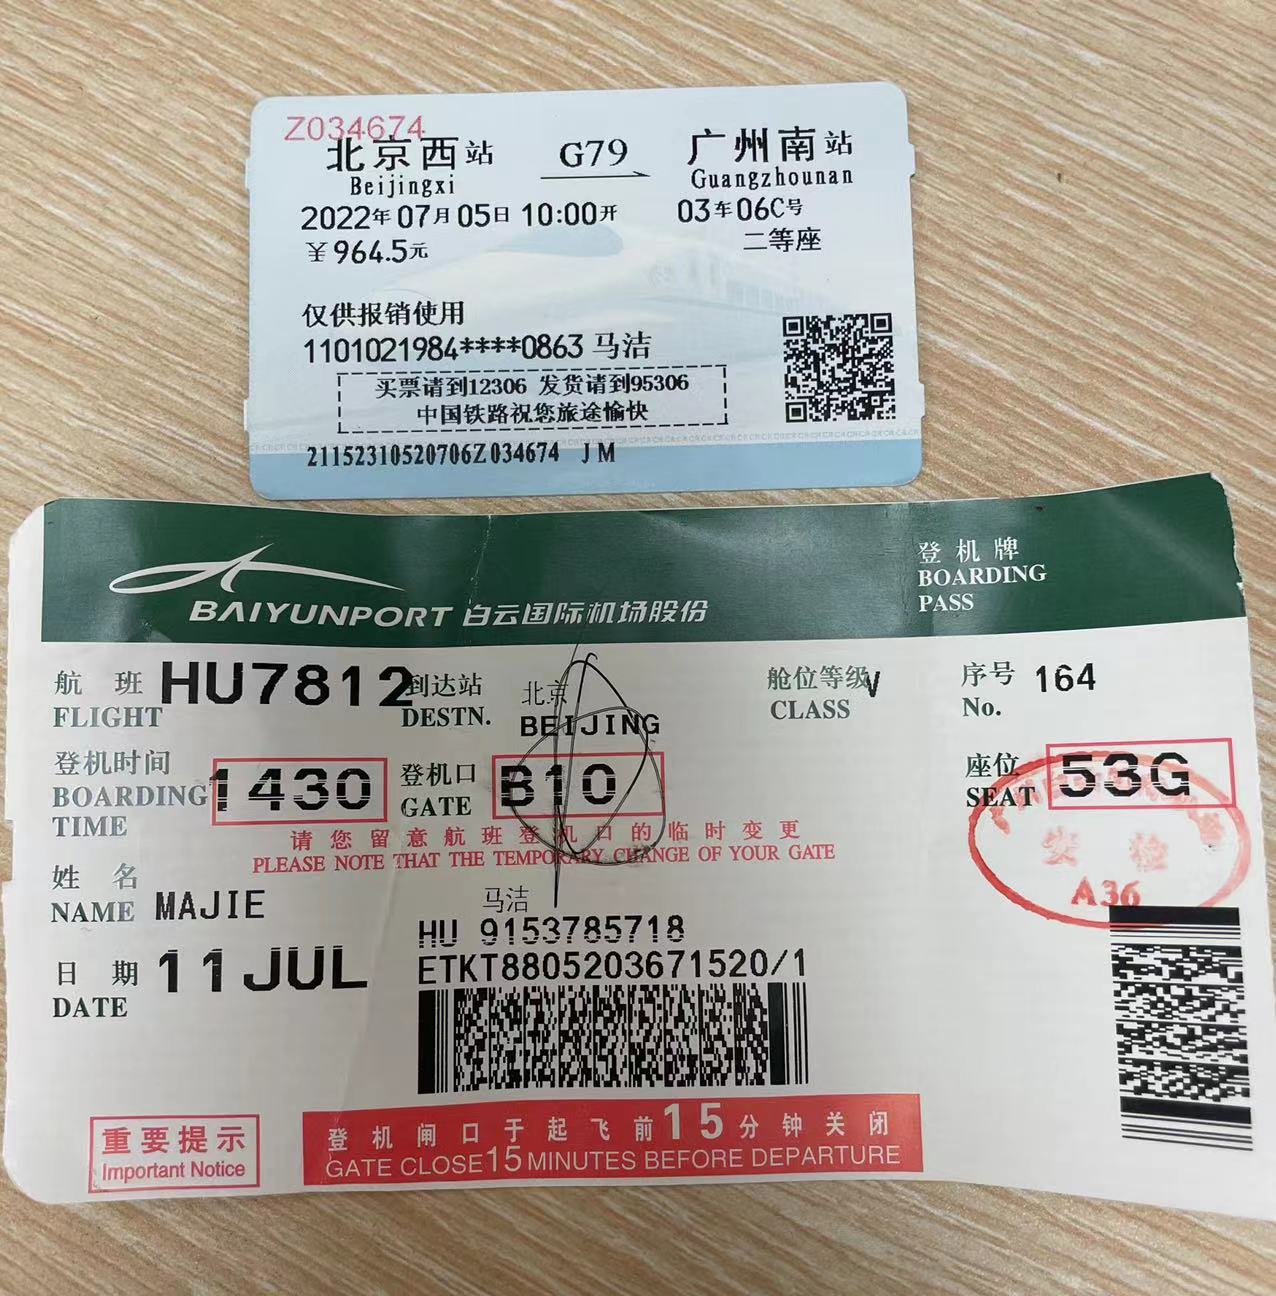 Z034674
北京西站 G79 广州南站
Beijingxi Guangzhounan
2022年07月05日 10:00开 03车06C号
￥964.5元 二等座
仅供报销使用
1101021984****0863 马洁
买票请到12306 发货请到95306
中国铁路祝您旅途愉快
21152310520706Z034674 JM
登机牌
BOARDING
PASS
BAIYUNPORT 白云国际机场股份
航班 HU7812 到达站 北京 舱位等级 V 序号 164
FLIGHT DESTN. BEIJING CLASS No.
登机时间 1430 登机口 B10 座位 53G
BOARDING GATE SEAT
TIME
请您留意航班登机口的临时变更
PLEASE NOTE THAT THE TEMPORARY CHANGE OF YOUR GATE
安检
A36
姓名 马洁
NAME MAJIE
HU 9153785718
日期 11JUL ETKT8805203671520/1
DATE
重要提示
Important Notice
登机闸口于起飞前15分钟关闭
GATE CLOSE15MINUTES BEFORE DEPARTURE